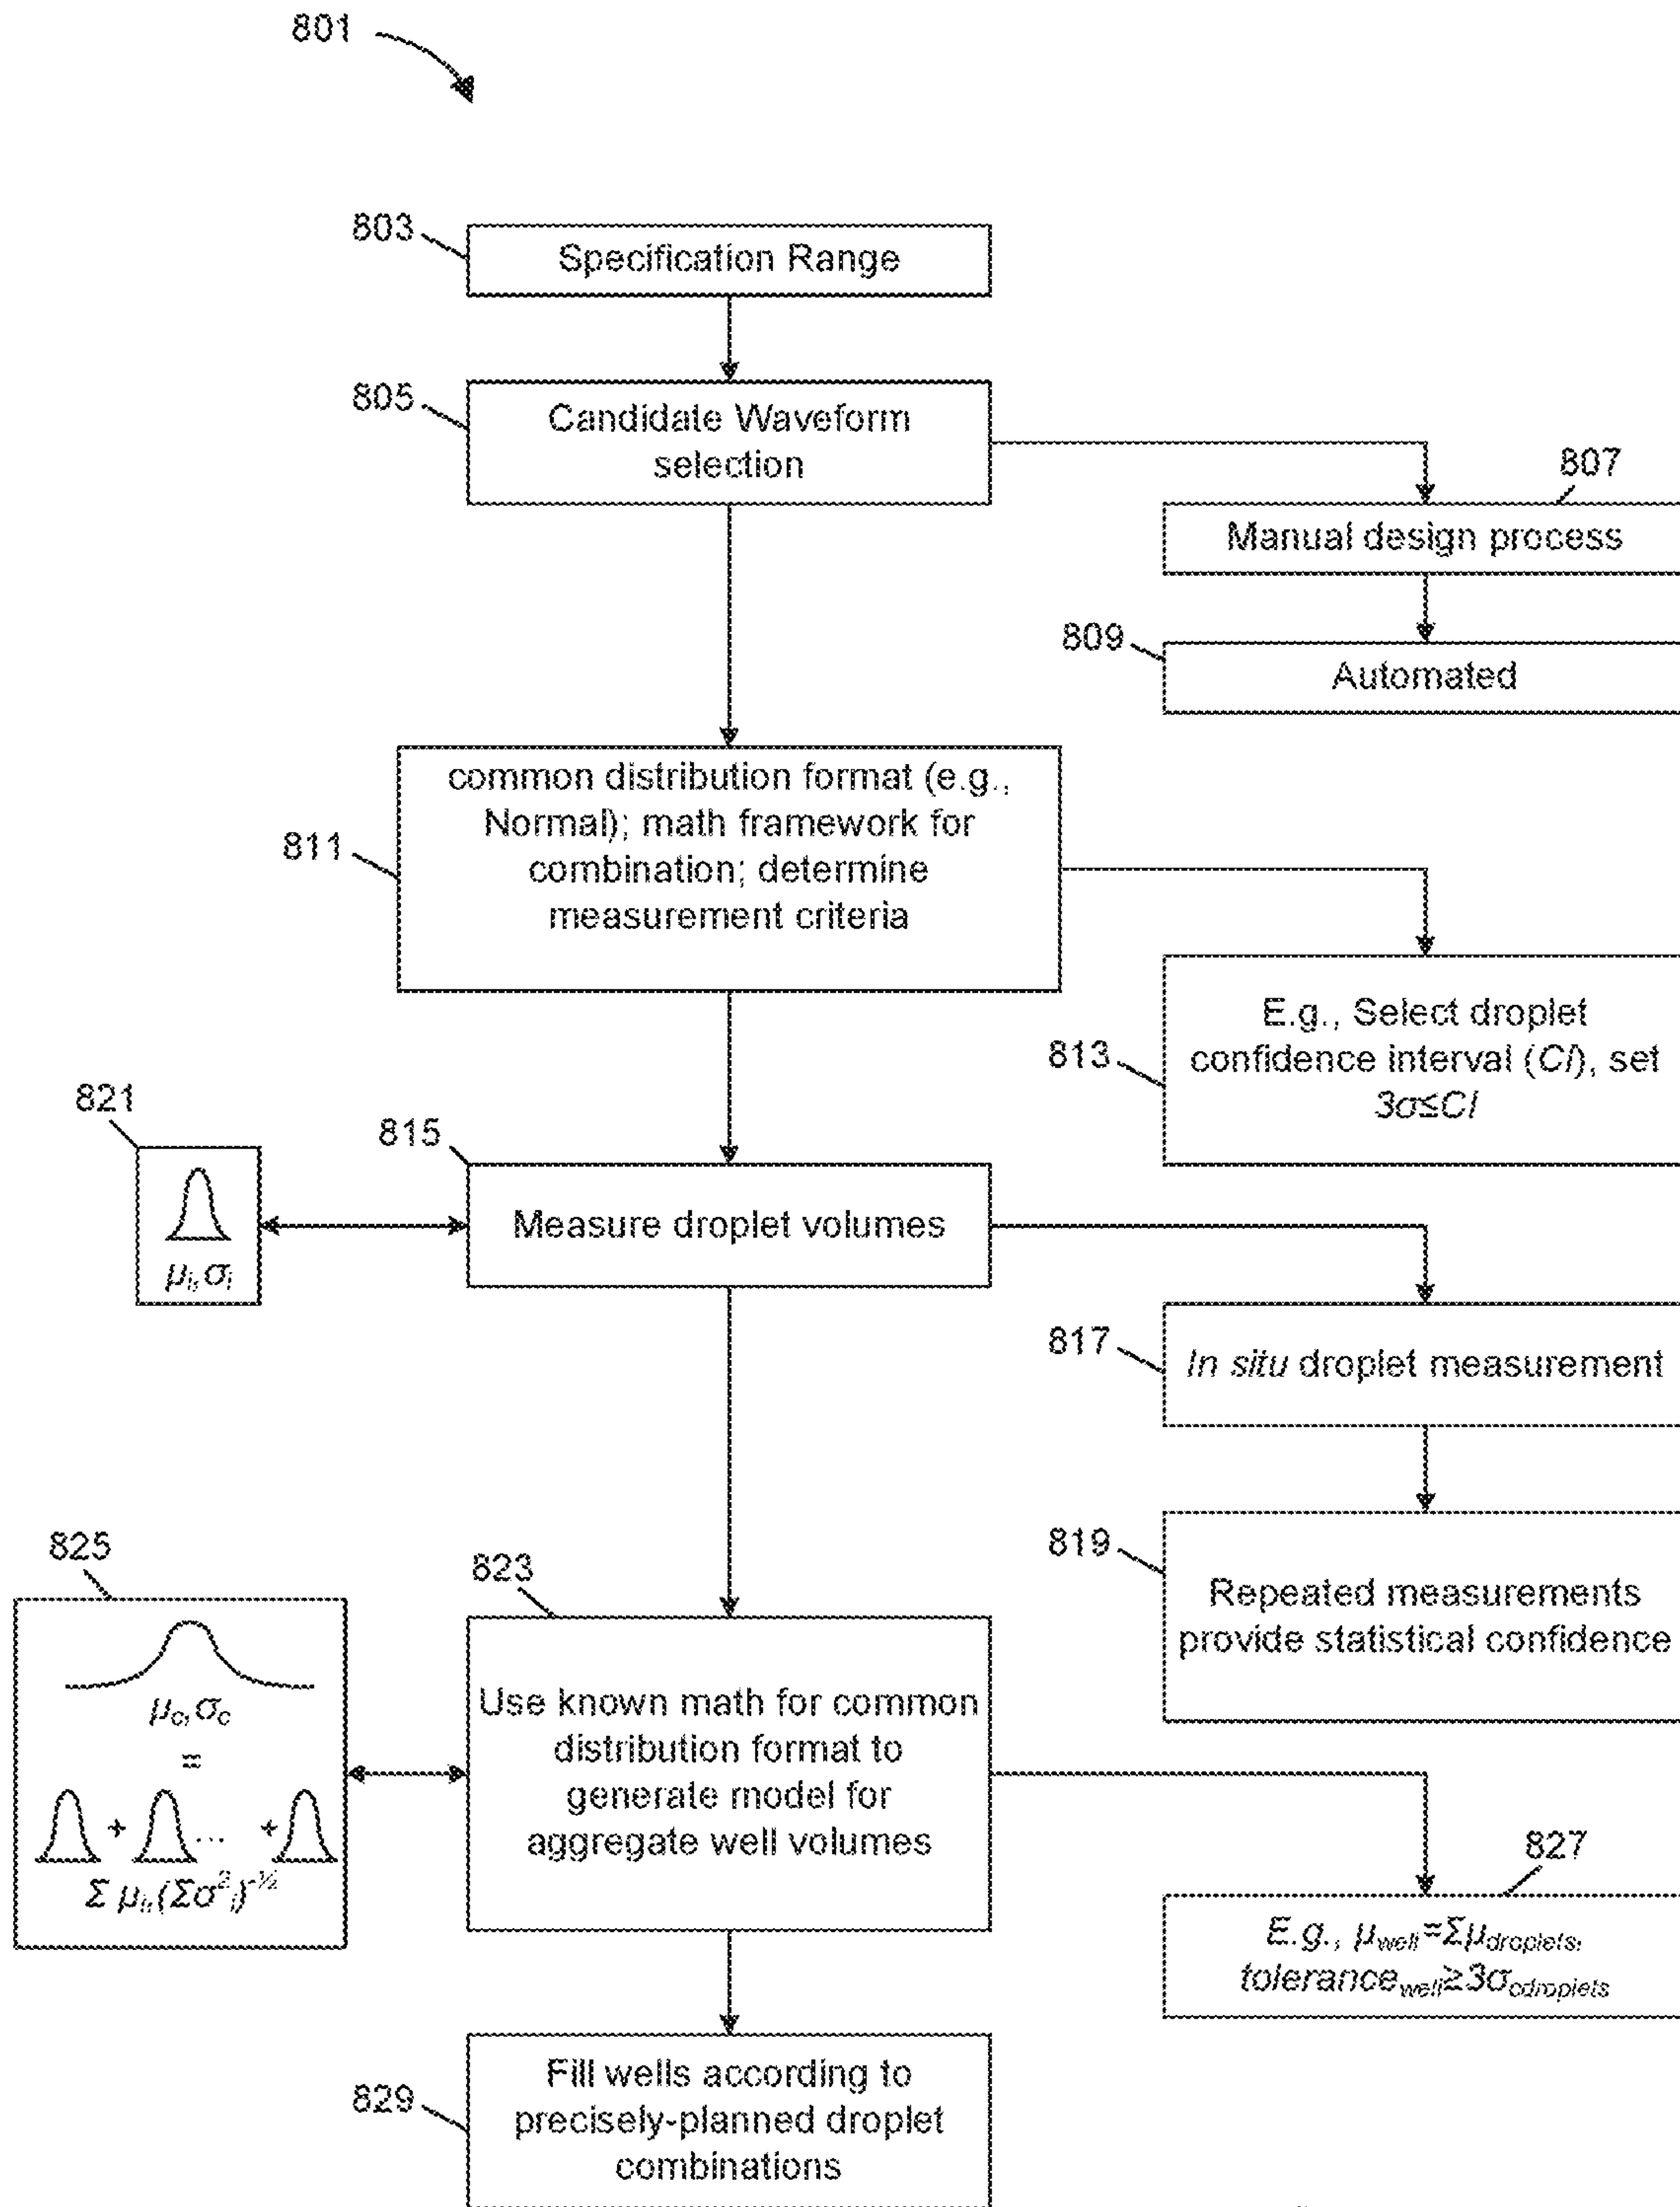 801
803
Specification Range
805
Candidate Waveform
selection
807
Manual design process
809
Automated
811
common distribution format (e.g.,
Normal); math framework for
combination; determine
measurement criteria
813
E.g., Select droplet
confidence interval (CI), set
3σ≤CI
821
μi, σi
815
Measure droplet volumes
817
In situ droplet measurement
819
Repeated measurements
provide statistical confidence
825
μc, σc
=
+ ... +
Σ μi, (Σσ²i)^-½
823
Use known math for common
distribution format to
generate model for
aggregate well volumes
827
E.g., μwell=Σμdroplets,
tolerancewell≥3σcdroplets
829
Fill wells according to
precisely-planned droplet
combinations